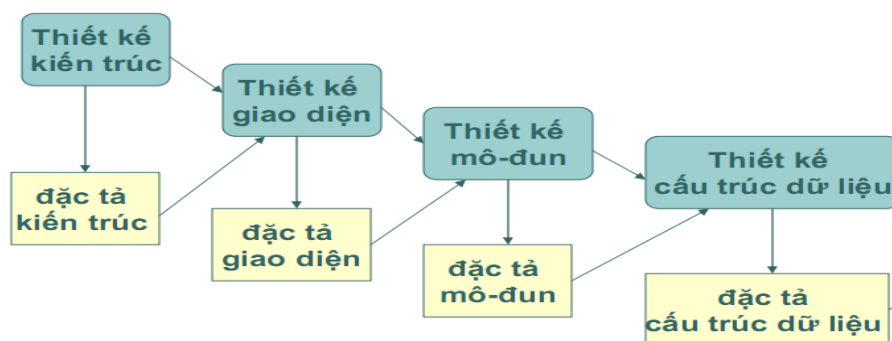 Thiết kế
kiến trúc
Thiết kế
giao diện
Thiết kế
mô-đun
Thiết kế
cấu trúc dữ liệu
đặc tả
kiến trúc
đặc tả
giao diện
đặc tả
mô-đun
đặc tả
cấu trúc dữ liệu